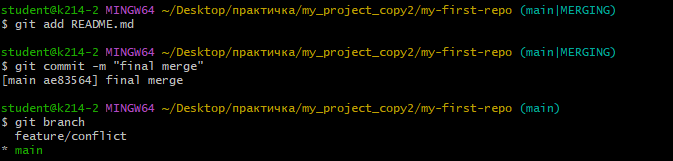 student@k214-2 MINGW64 ~/Desktop/практичка/my_project_copy2/my-first-repo (main|MERGING)
$ git add README.md
student@k214-2 MINGW64 ~/Desktop/практичка/my_project_copy2/my-first-repo (main|MERGING)
$ git commit -m "final merge"
[main ae83564] final merge
student@k214-2 MINGW64 ~/Desktop/практичка/my_project_copy2/my-first-repo (main)
$ git branch
  feature/conflict
* main